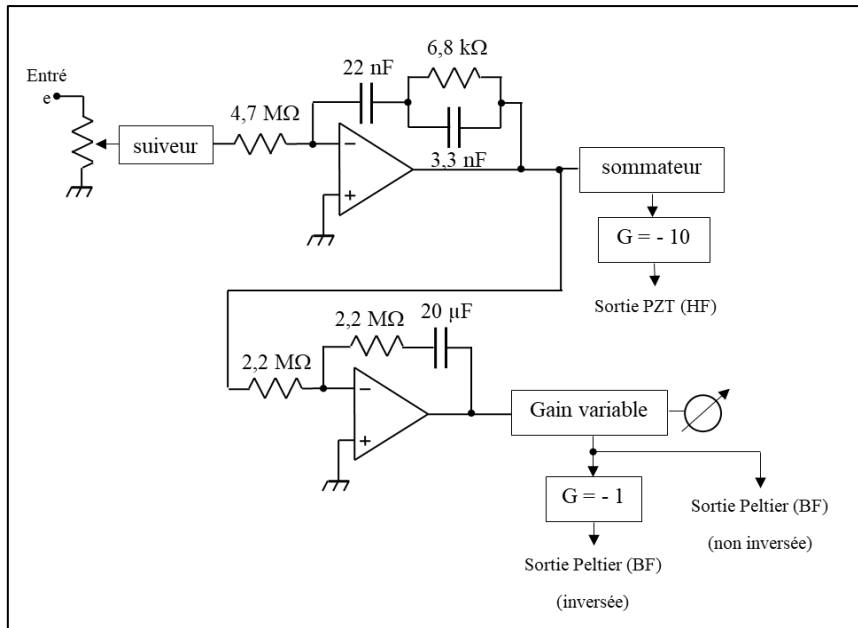 6,8 kΩ
22 nF
Entré
e
4,7 MΩ
suiveur
−
+
3,3 nF
sommateur
G = - 10
Sortie PZT (HF)
20 µF
2,2 MΩ
2,2 MΩ
−
+
Gain variable
G = - 1
Sortie Peltier (BF)
(non inversée)
Sortie Peltier (BF)
(inversée)